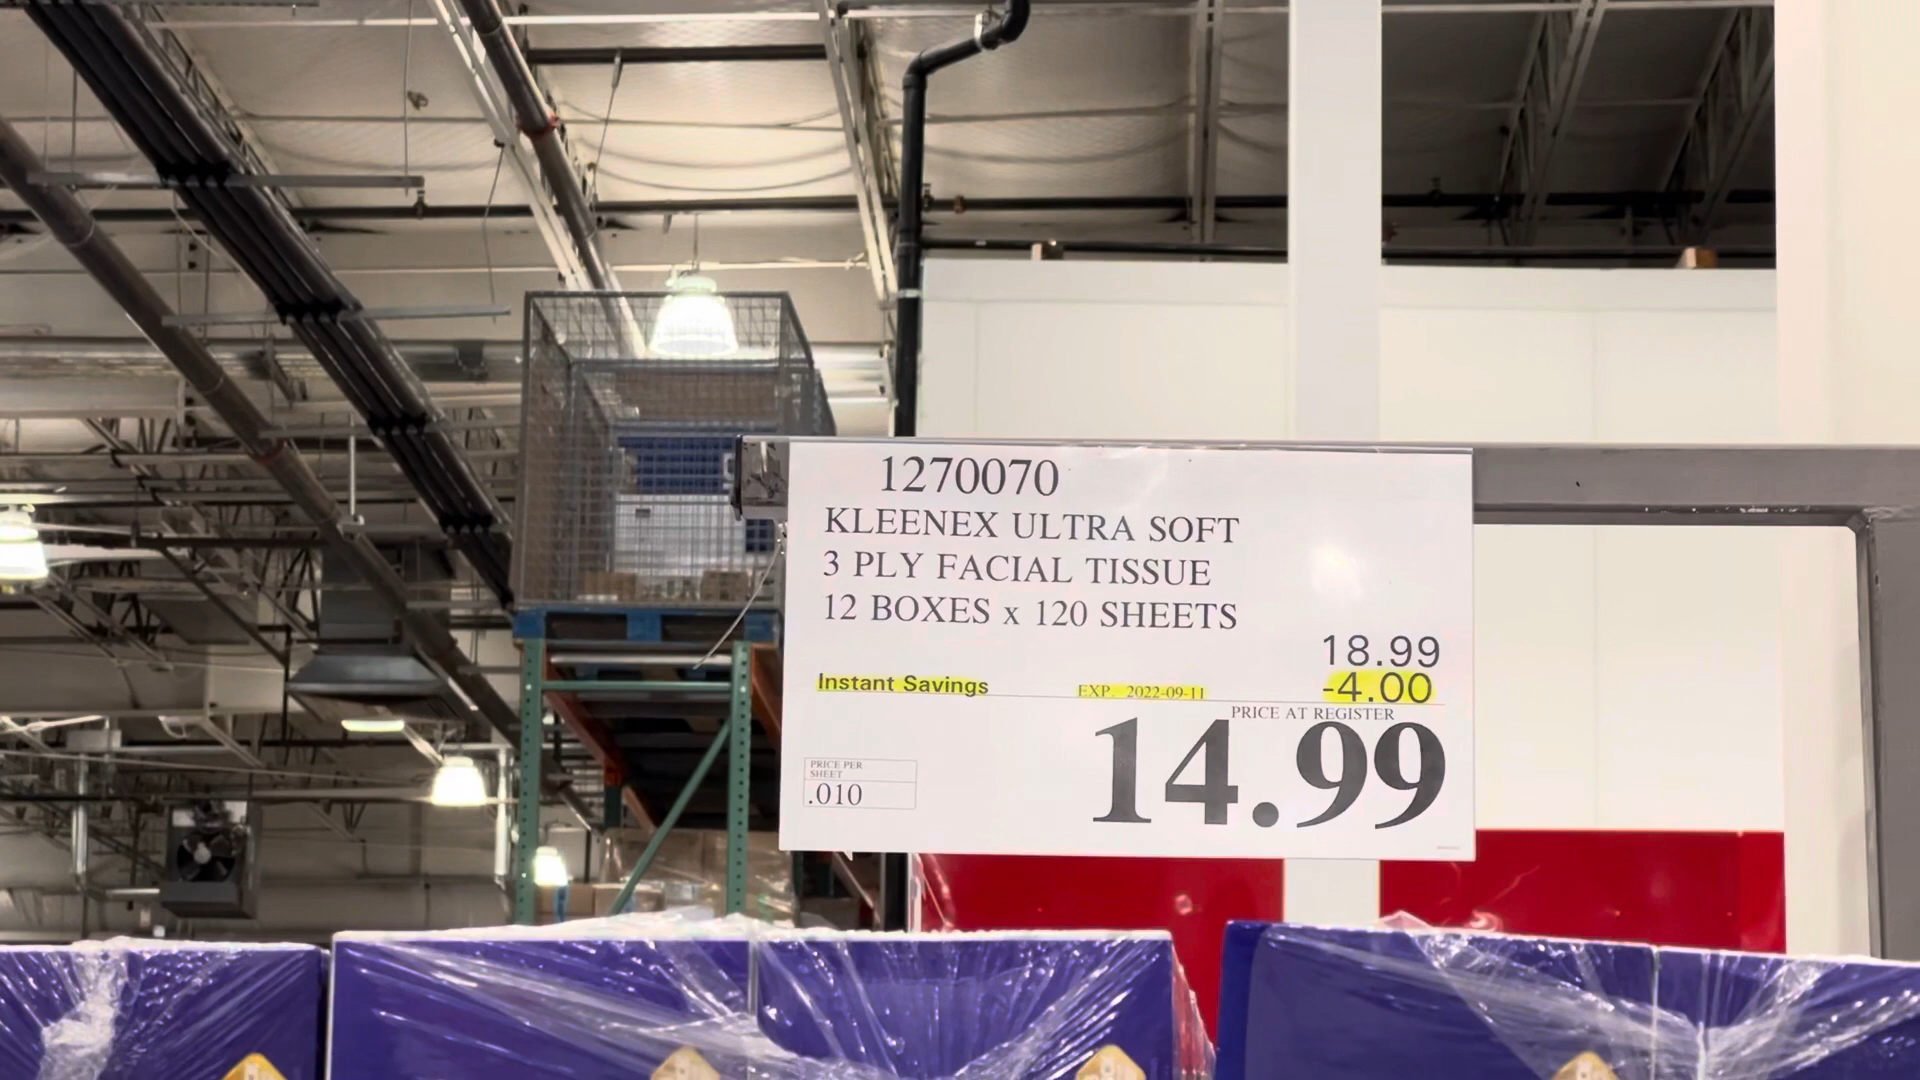 1270070
KLEENEX ULTRA SOFT
3 PLY FACIAL TISSUE
12 BOXES x 120 SHEETS
18.99
Instant Savings EXP. 2022-09-11 -4.00
PRICE AT REGISTER
14.99
PRICE PER
SHEET
.010